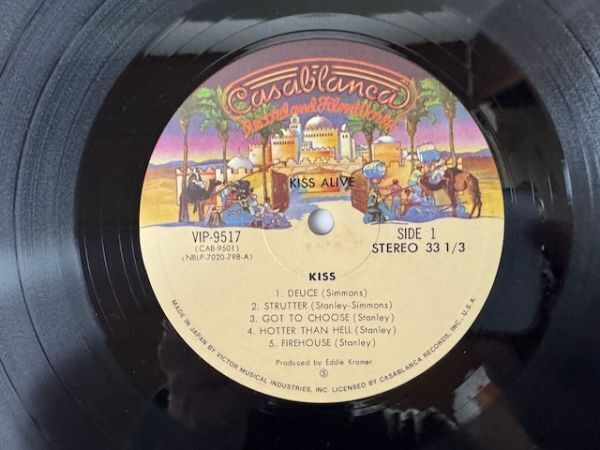 Casablanca
Record and FilmWorks
KISS ALIVE
VIP-9517
(CAB-9501)
(NBLP-7020-798-A)
SIDE 1
STEREO 33 1/3
KISS
1. DEUCE (Simmons)
2. STRUTTER (Stanley-Simmons)
3. GOT TO CHOOSE (Stanley)
4. HOTTER THAN HELL (Stanley)
5. FIREHOUSE (Stanley)
Produced by Eddie Kramer
Ⓢ
MADE IN JAPAN BY VICTOR MUSICAL INDUSTRIES, INC. LICENSED BY CASABLANCA RECORDS, INC., U.S.A.